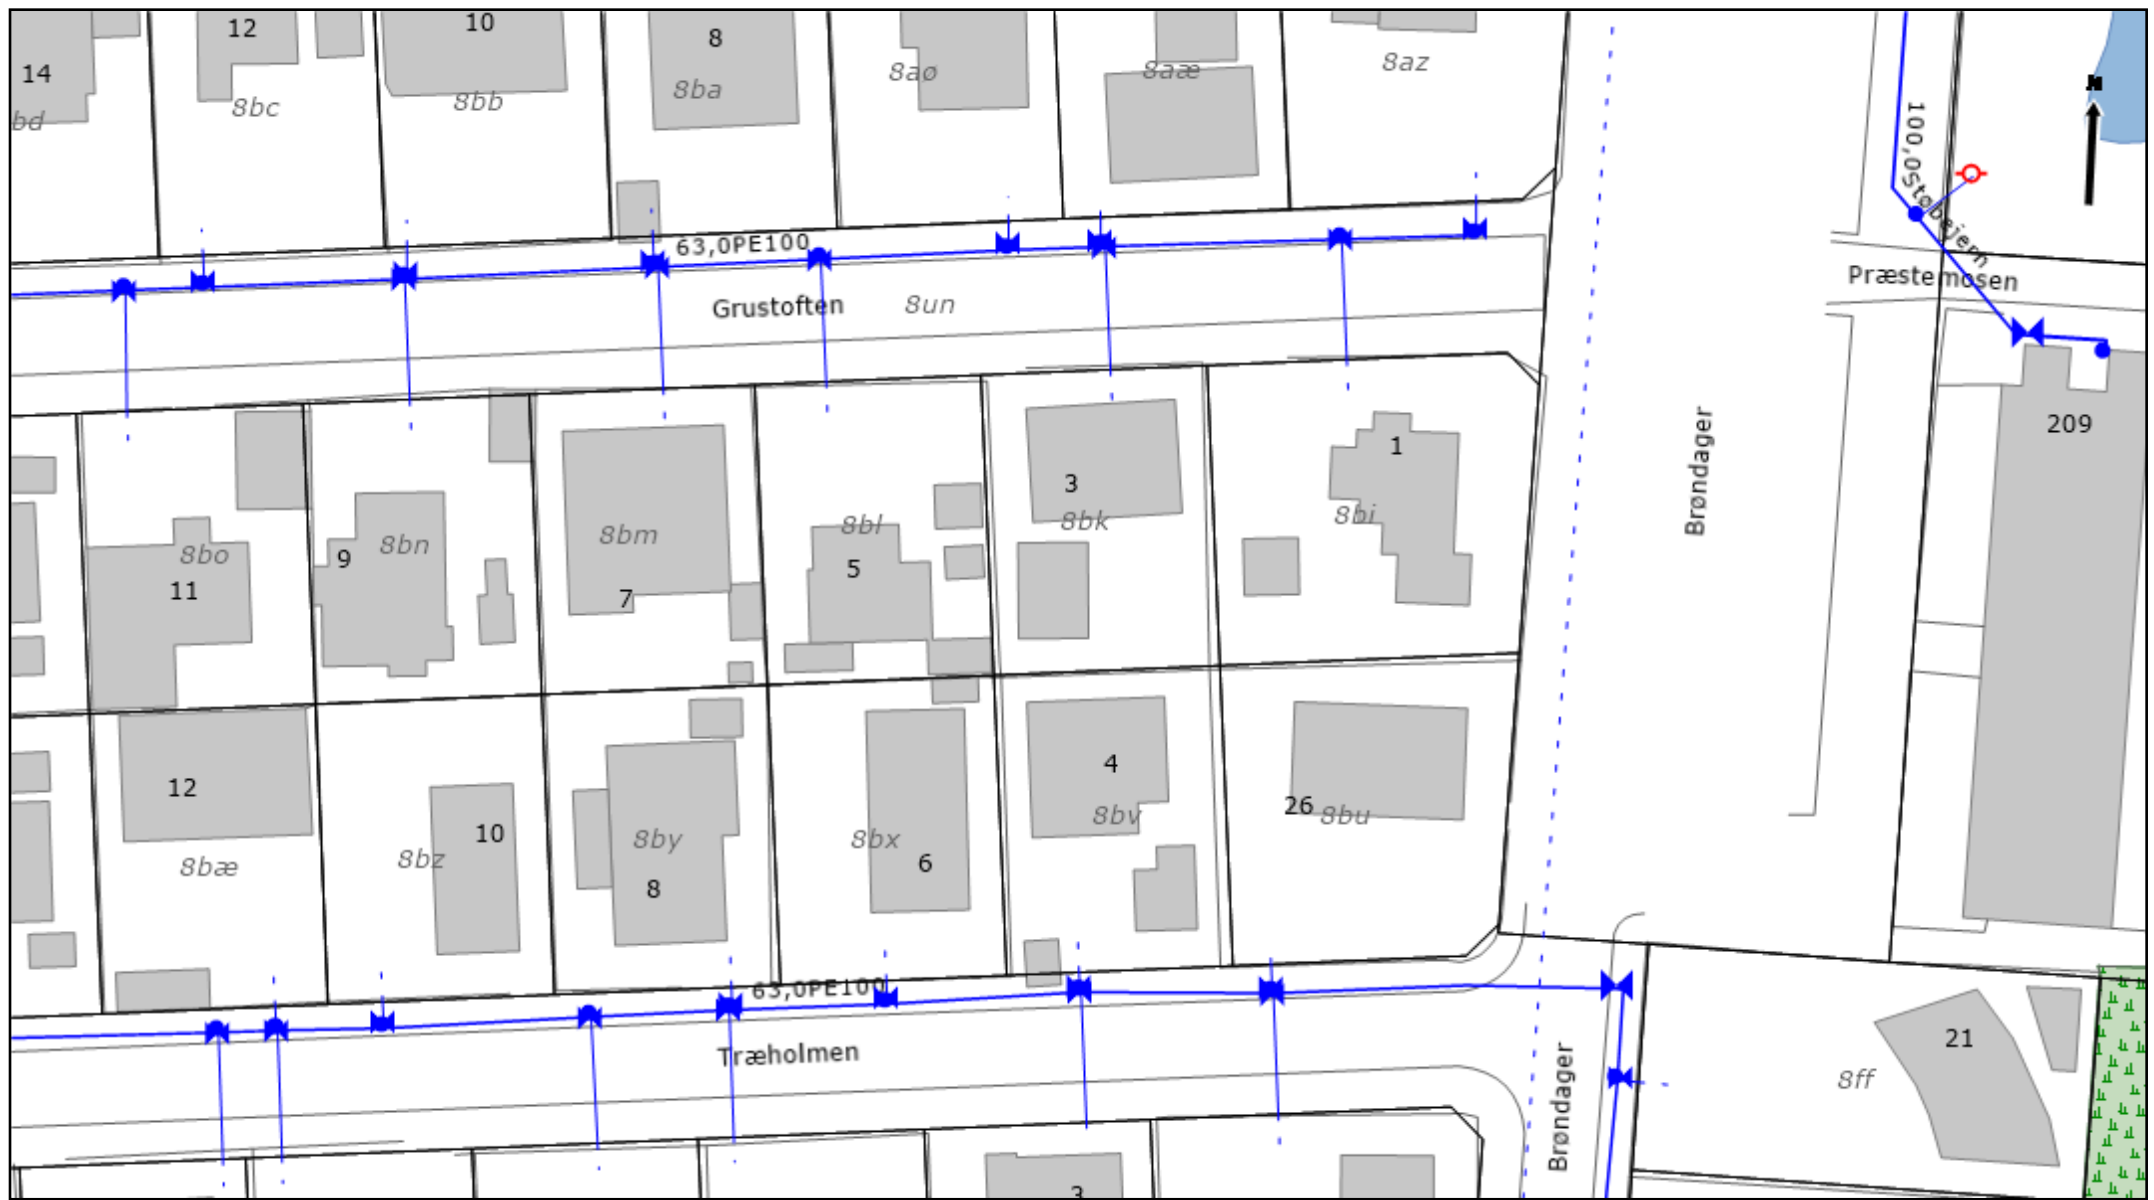 12
10
8
14
8bd
8bc
8bb
8ba
8aø
8aæ
8az
N
100,0Støbejern
63,0PE100
Grustoften
8un
Præstemosen
Brøndager
209
1
3
8bk
8bi
8bo
11
9
8bn
8bm
7
8bl
5
12
8bæ
10
8bz
8by
8
8bx
6
4
8bv
26
8bu
63,0PE100
Træholmen
Brøndager
21
8ff
3